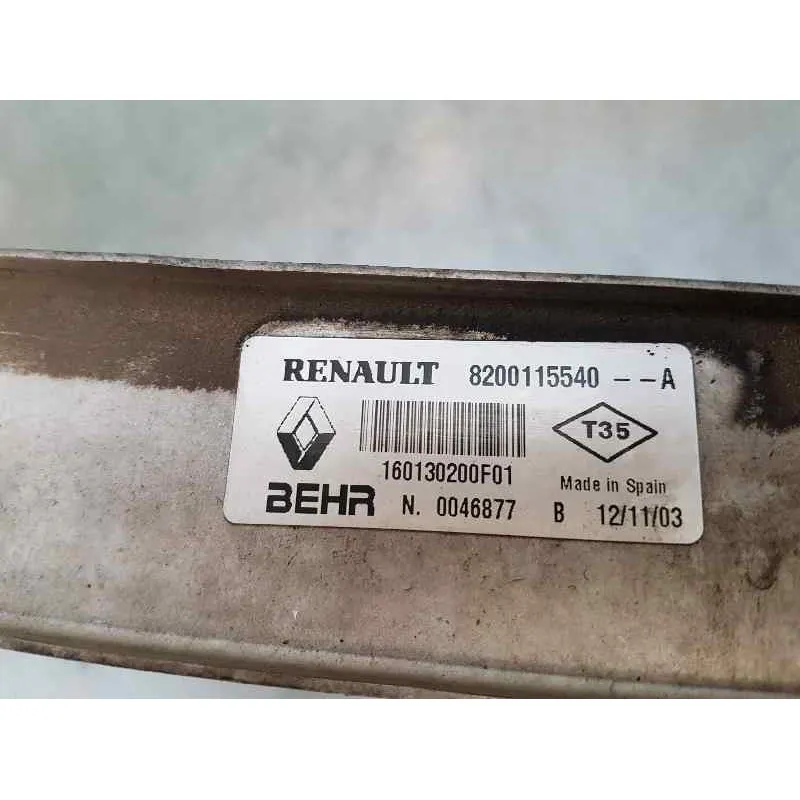 RENAULT 8200115540 -- A
T35
160130200F01 Made in Spain
BEHR N. 0046877 B 12/11/03